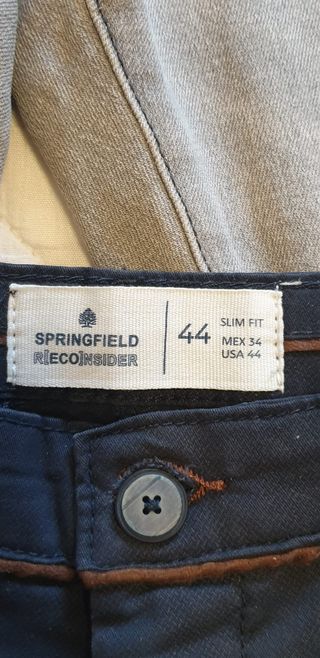 SPRINGFIELD
R[ECO]NSIDER
44
SLIM FIT
MEX 34
USA 44